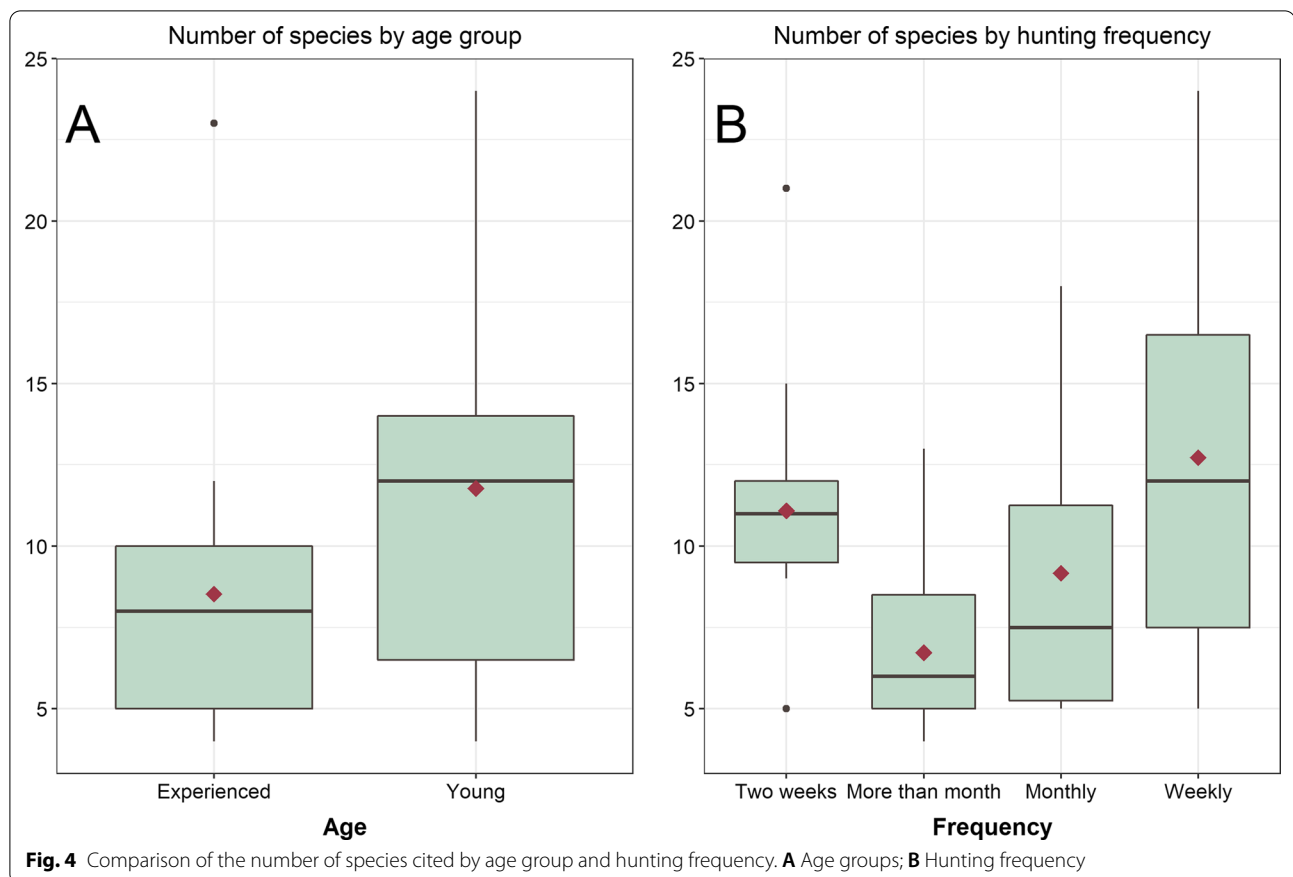 Number of species by age group
A
25
20
15
10
5
Experienced Young
Age
Number of species by hunting frequency
B
25
20
15
10
5
Two weeks More than month Monthly Weekly
Frequency
Fig. 4 Comparison of the number of species cited by age group and hunting frequency. A Age groups; B Hunting frequency